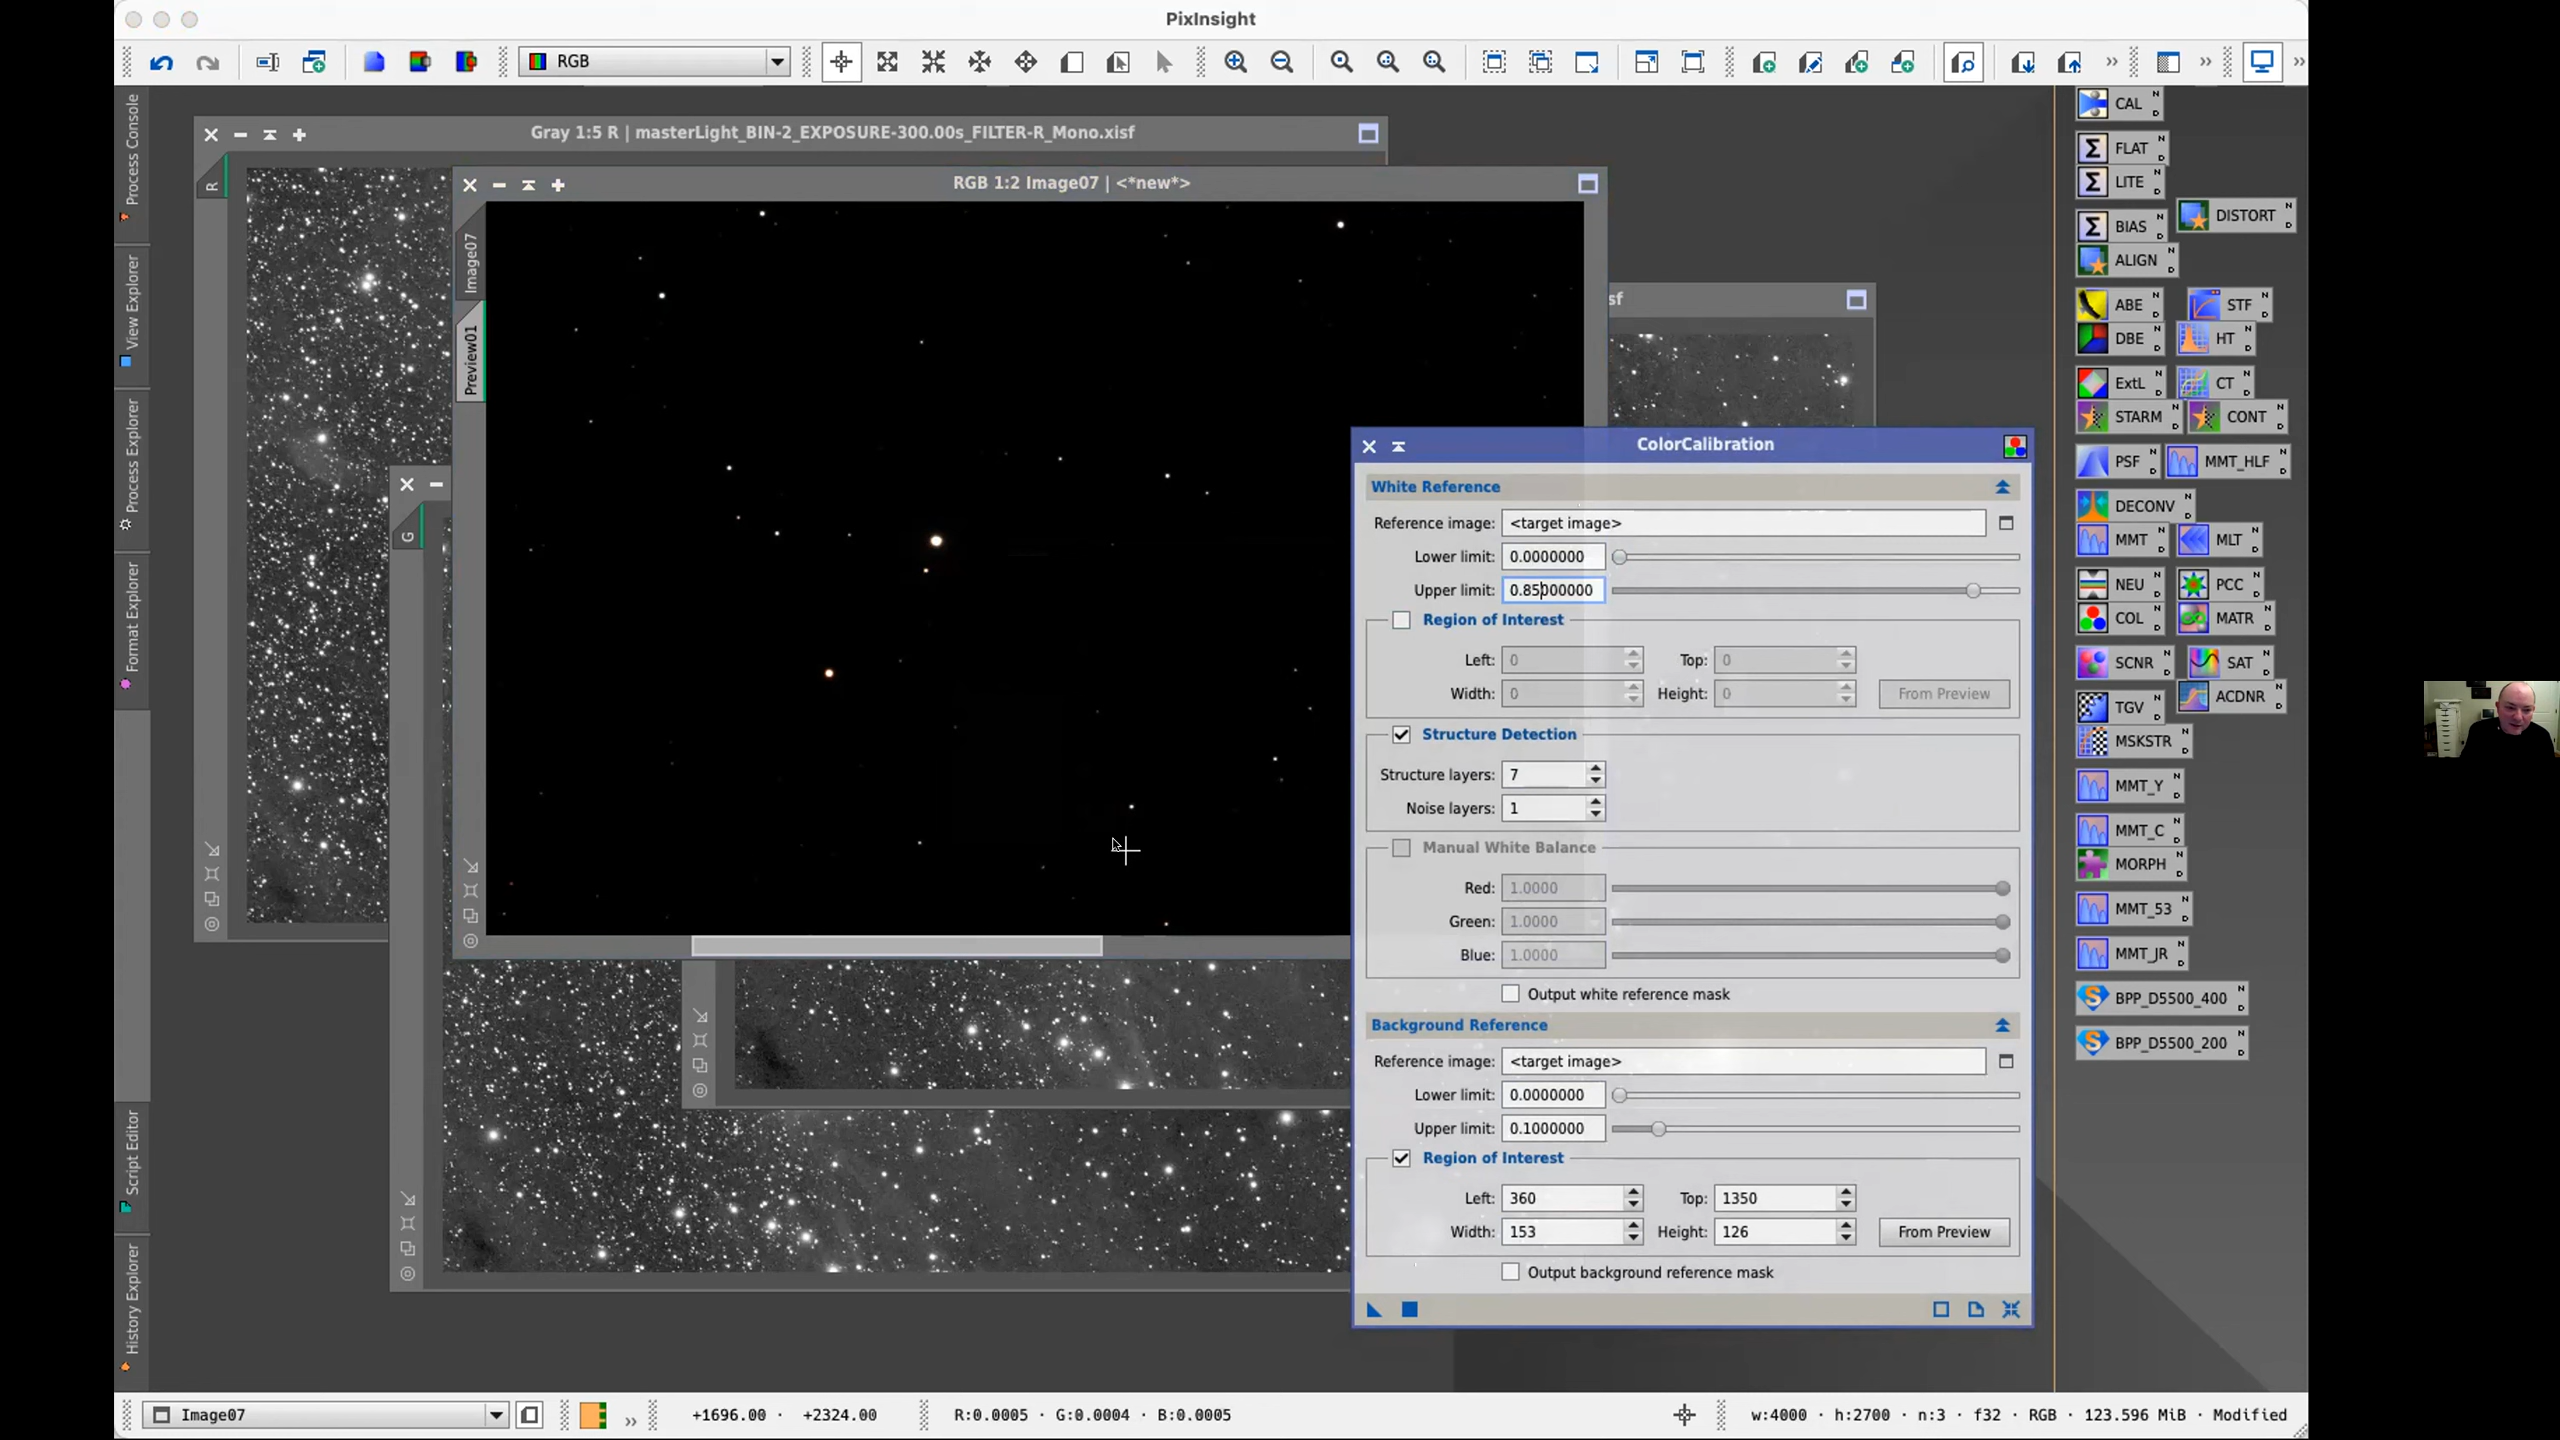 PixInsight
RGB
Process Console
View Explorer
Process Explorer
Format Explorer
Script Editor
History Explorer
Gray 1:5 R | masterLight_BIN-2_EXPOSURE-300.00s_FILTER-R_Mono.xisf
R
RGB 1:2 Image07 | <*new*>
Image07
Preview01
sf
G
ColorCalibration
White Reference
Reference image: <target image>
Lower limit: 0.0000000
Upper limit: 0.85000000
Region of Interest
Left: 0 Top: 0
Width: 0 Height: 0 From Preview
Structure Detection
Structure layers: 7
Noise layers: 1
Manual White Balance
Red: 1.0000
Green: 1.0000
Blue: 1.0000
Output white reference mask
Background Reference
Reference image: <target image>
Lower limit: 0.0000000
Upper limit: 0.1000000
Region of Interest
Left: 360 Top: 1350
Width: 153 Height: 126 From Preview
Output background reference mask
CAL N D
FLAT N D
LITE N D
DISTORT N D
BIAS N D
ALIGN N D
ABE N D STF N D
DBE N D HT N D
ExtL N D CT N D
STARM N D CONT N D
PSF N D MMT_HLF N D
DECONV N D
MMT N D MLT N D
NEU N D PCC N D
COL N D MATR N D
SCNR N D SAT N D
TGV N D ACDNR N D
MSKSTR N D
MMT_Y N D
MMT_C N D
MORPH N D
MMT_53 N D
MMT_JR N D
BPP_D5500_400 N D
BPP_D5500_200 N D
Image07
+1696.00 · +2324.00
R:0.0005 · G:0.0004 · B:0.0005
w:4000 · h:2700 · n:3 · f32 · RGB · 123.596 MiB · Modified